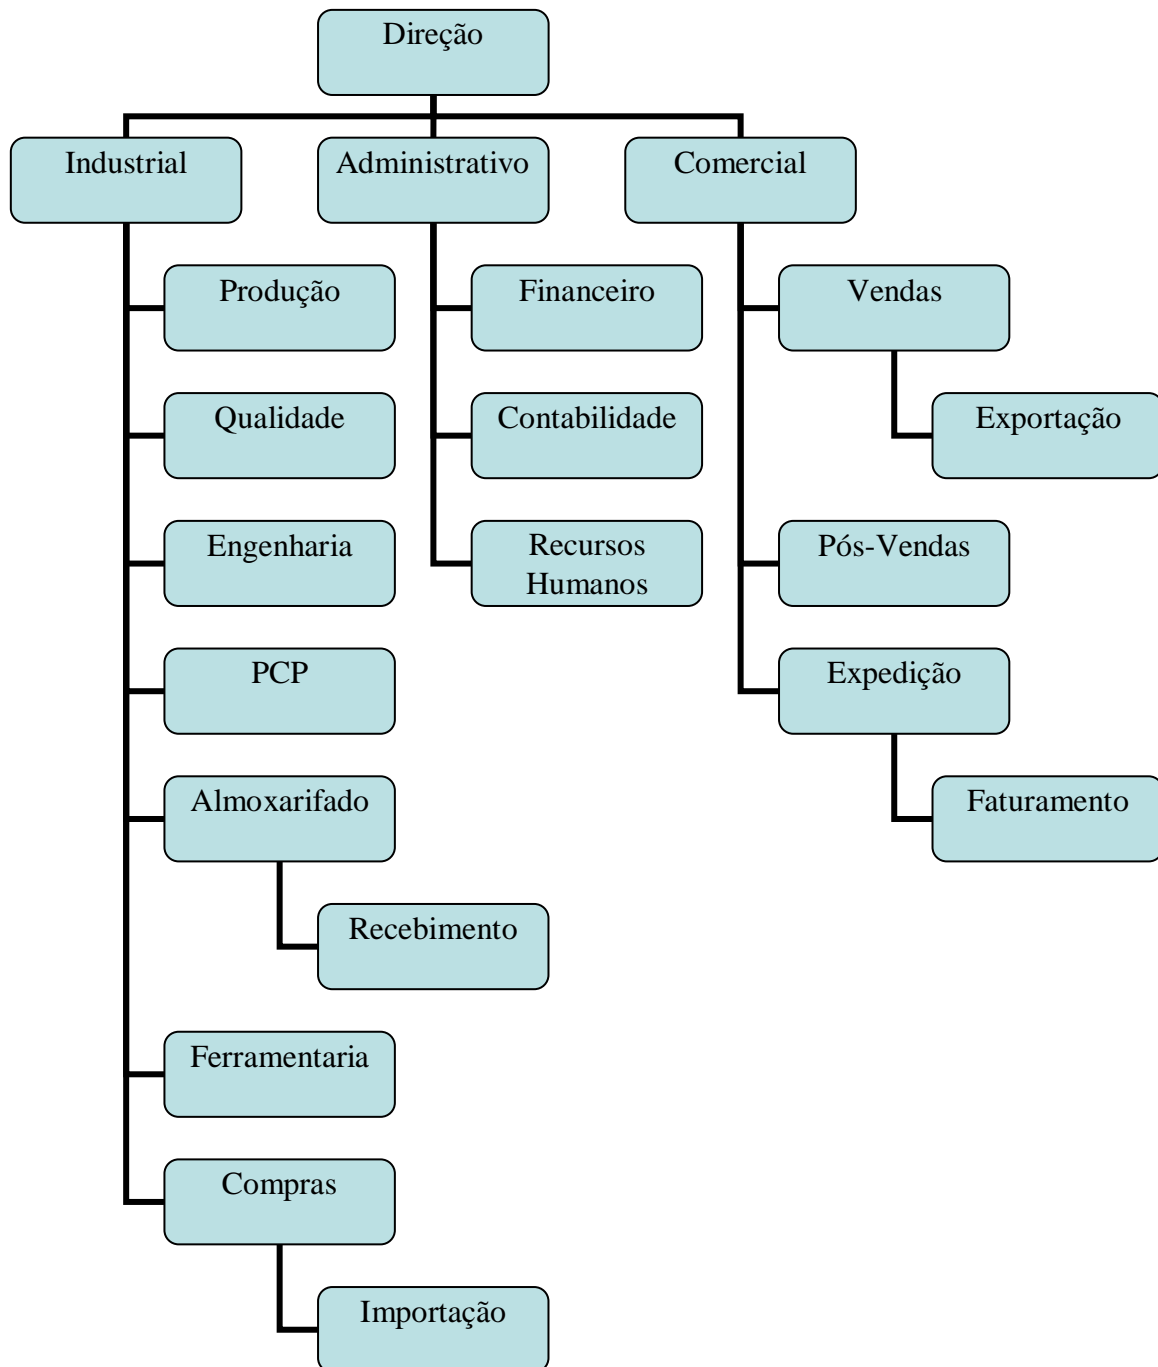 Direção
Industrial
Administrativo
Comercial
Produção
Financeiro
Vendas
Qualidade
Contabilidade
Exportação
Engenharia
Recursos
Humanos
Pós-Vendas
PCP
Expedição
Almoxarifado
Faturamento
Recebimento
Ferramentaria
Compras
Importação